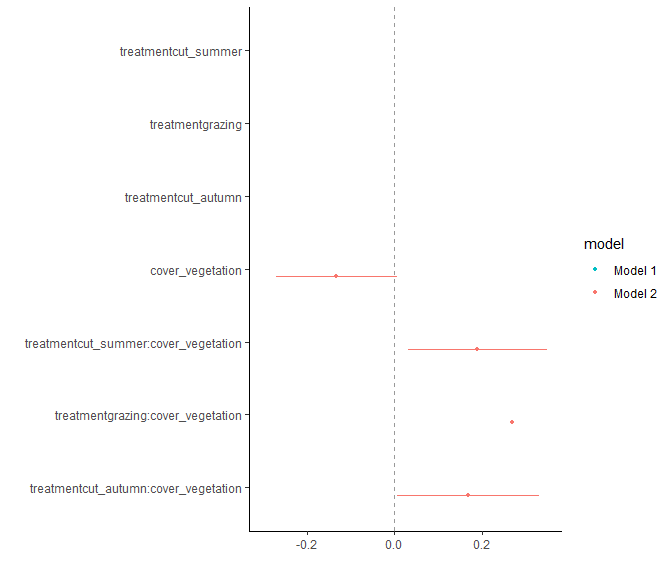 treatmentcut_summer
treatmentgrazing
treatmentcut_autumn
cover_vegetation
treatmentcut_summer:cover_vegetation
treatmentgrazing:cover_vegetation
treatmentcut_autumn:cover_vegetation
-0.2 0.0 0.2
model
Model 1
Model 2